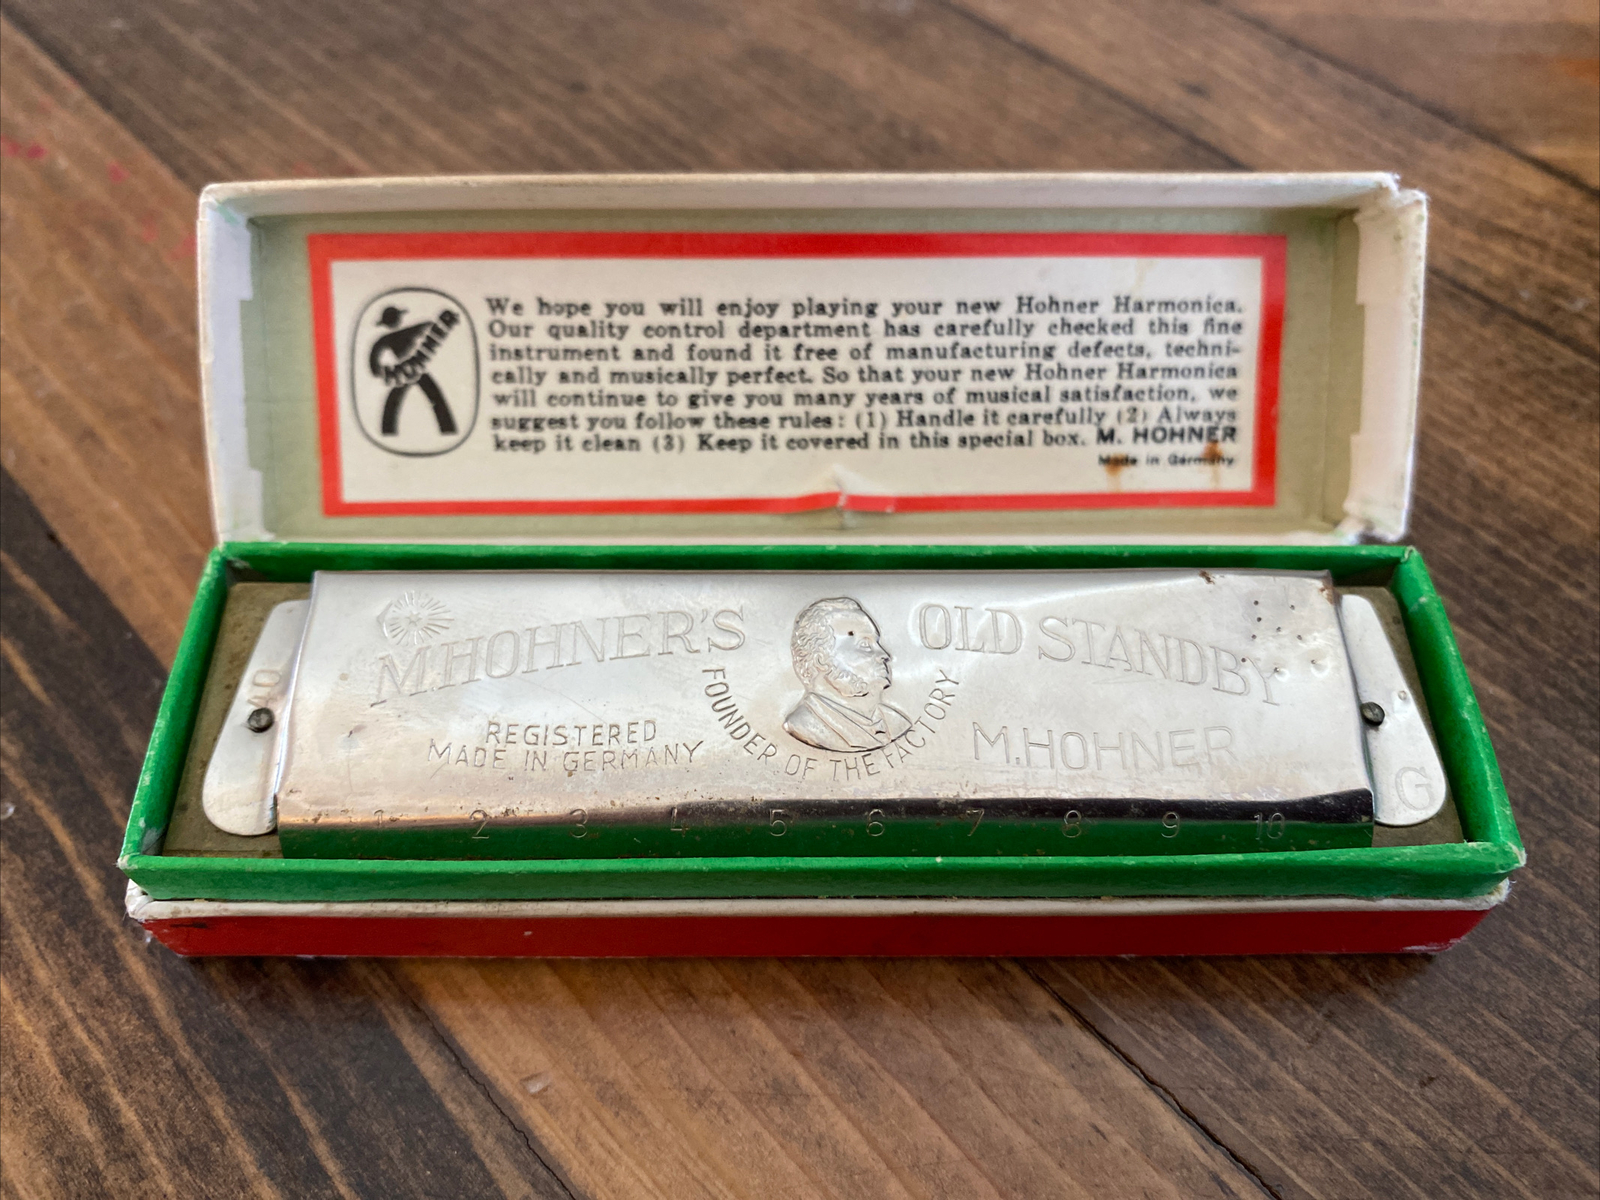 HOHNER
We hope you will enjoy playing your new Hohner Harmonica.
Our quality control department has carefully checked this fine
instrument and found it free of manufacturing defects, techni-
cally and musically perfect. So that your new Hohner Harmonica
will continue to give you many years of musical satisfaction, we
suggest you follow these rules: (1) Handle it carefully (2) Always
keep it clean (3) Keep it covered in this special box. M. HOHNER
Made in Germany
M.HOHNER'S
OLD STANDBY
FOUNDER OF THE FACTORY
REGISTERED
MADE IN GERMANY
M.HOHNER
G
1 2 3 4 5 6 7 8 9 10